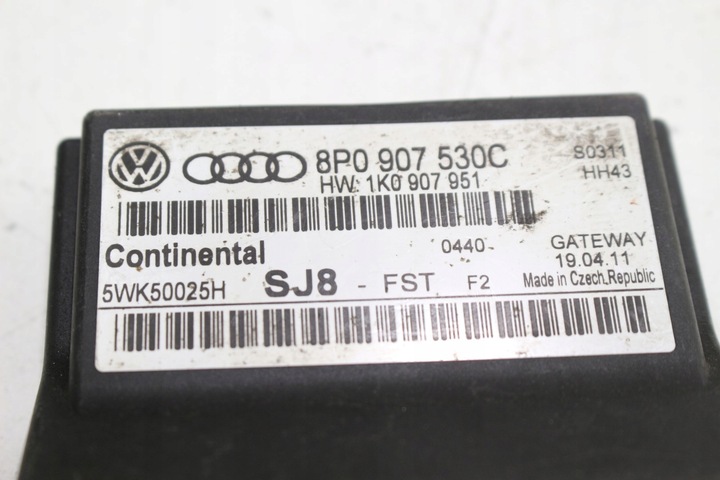 8P0 907 530C S0311
HW: 1K0 907 951 HH43
Continental 0440 GATEWAY
5WK50025H SJ8 - FST F2 19.04.11
Made in Czech.Republic